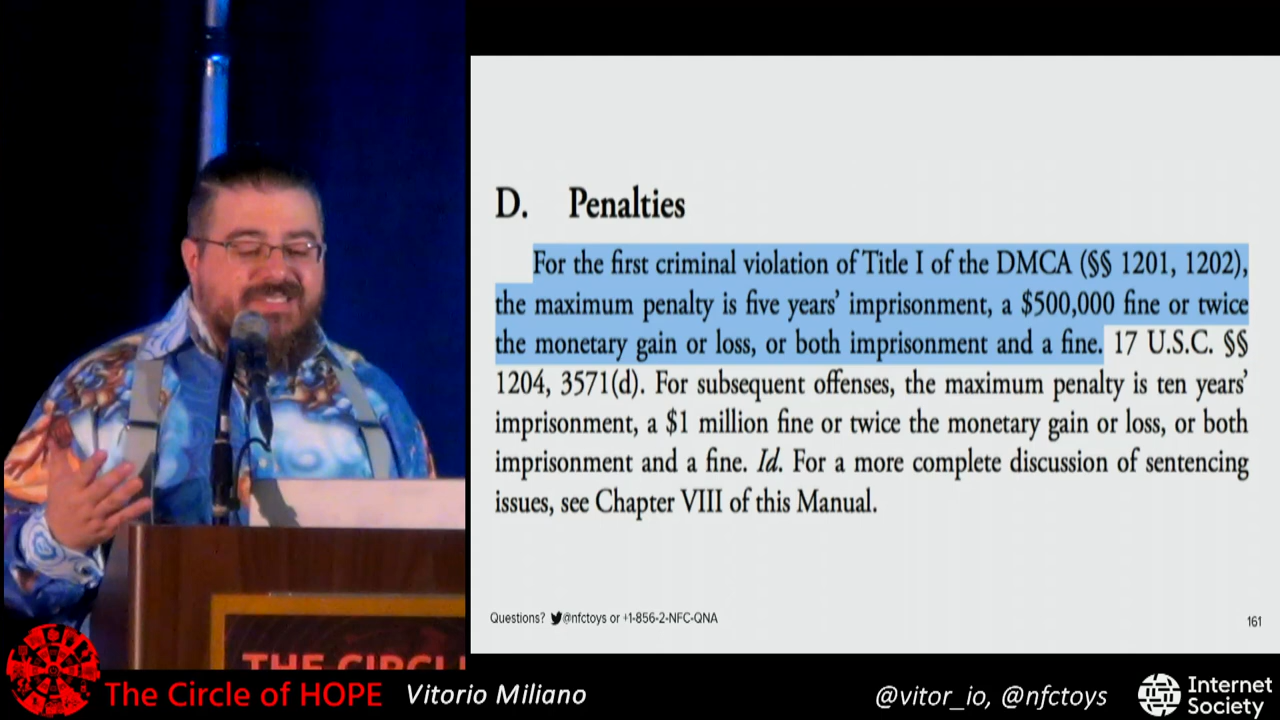 D. Penalties
For the first criminal violation of Title I of the DMCA (§§ 1201, 1202),
the maximum penalty is five years’ imprisonment, a $500,000 fine or twice
the monetary gain or loss, or both imprisonment and a fine. 17 U.S.C. §§
1204, 3571(d). For subsequent offenses, the maximum penalty is ten years’
imprisonment, a $1 million fine or twice the monetary gain or loss, or both
imprisonment and a fine. Id. For a more complete discussion of sentencing
issues, see Chapter VIII of this Manual.
Questions? @nfctoys or +1-856-2-NFC-QNA
161
THE CIRCL
The Circle of HOPE
Vitorio Miliano
@vitor_io, @nfctoys
Internet
Society